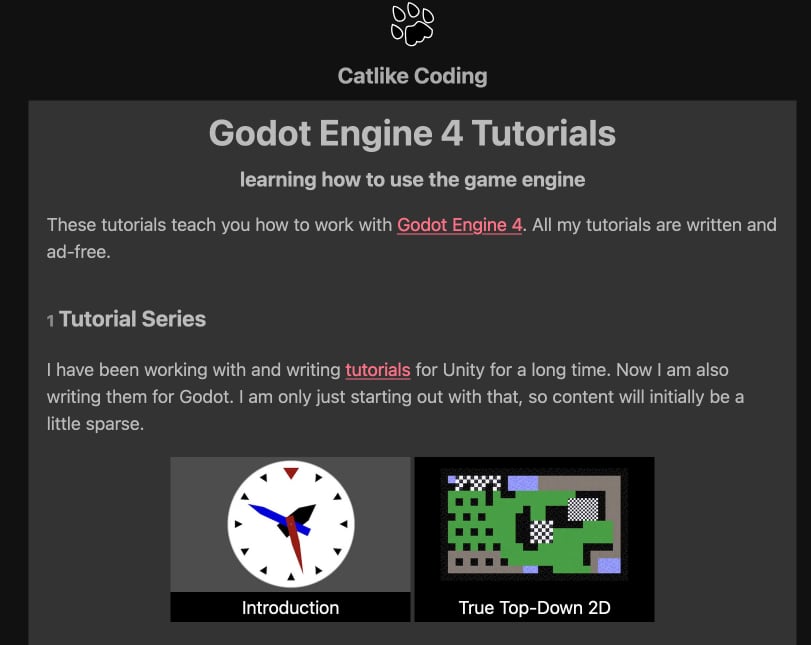 Catlike Coding
Godot Engine 4 Tutorials
learning how to use the game engine
These tutorials teach you how to work with Godot Engine 4. All my tutorials are written and
ad-free.
1 Tutorial Series
I have been working with and writing tutorials for Unity for a long time. Now I am also
writing them for Godot. I am only just starting out with that, so content will initially be a
little sparse.
Introduction
True Top-Down 2D